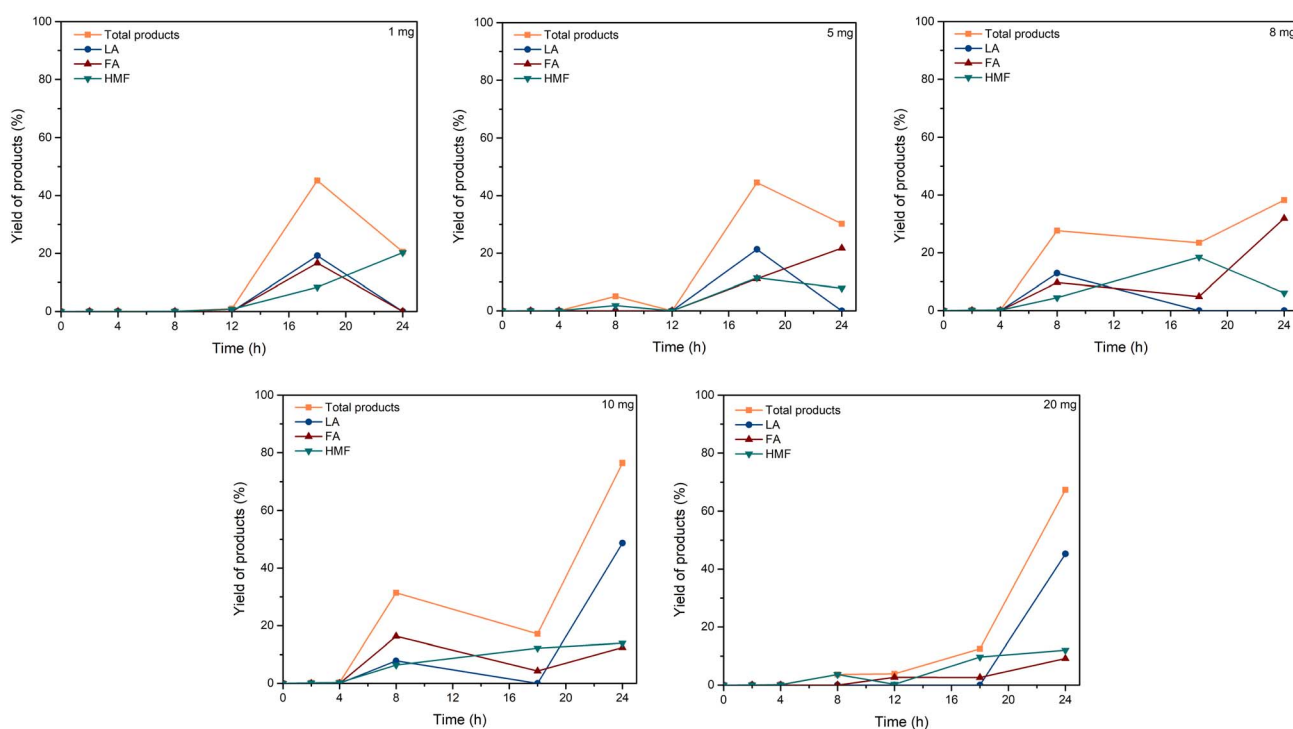 100
80
60
40
20
0
Yield of products (%)
Total products
LA
FA
HMF
1 mg
0 4 8 12 16 20 24
Time (h)
100
80
60
40
20
0
Yield of products (%)
Total products
LA
FA
HMF
5 mg
0 4 8 12 16 20 24
Time (h)
100
80
60
40
20
0
Yield of products (%)
Total products
LA
FA
HMF
8 mg
0 4 8 12 16 20 24
Time (h)
100
80
60
40
20
0
Yield of products (%)
Total products
LA
FA
HMF
10 mg
0 4 8 12 16 20 24
Time (h)
100
80
60
40
20
0
Yield of products (%)
Total products
LA
FA
HMF
20 mg
0 4 8 12 16 20 24
Time (h)